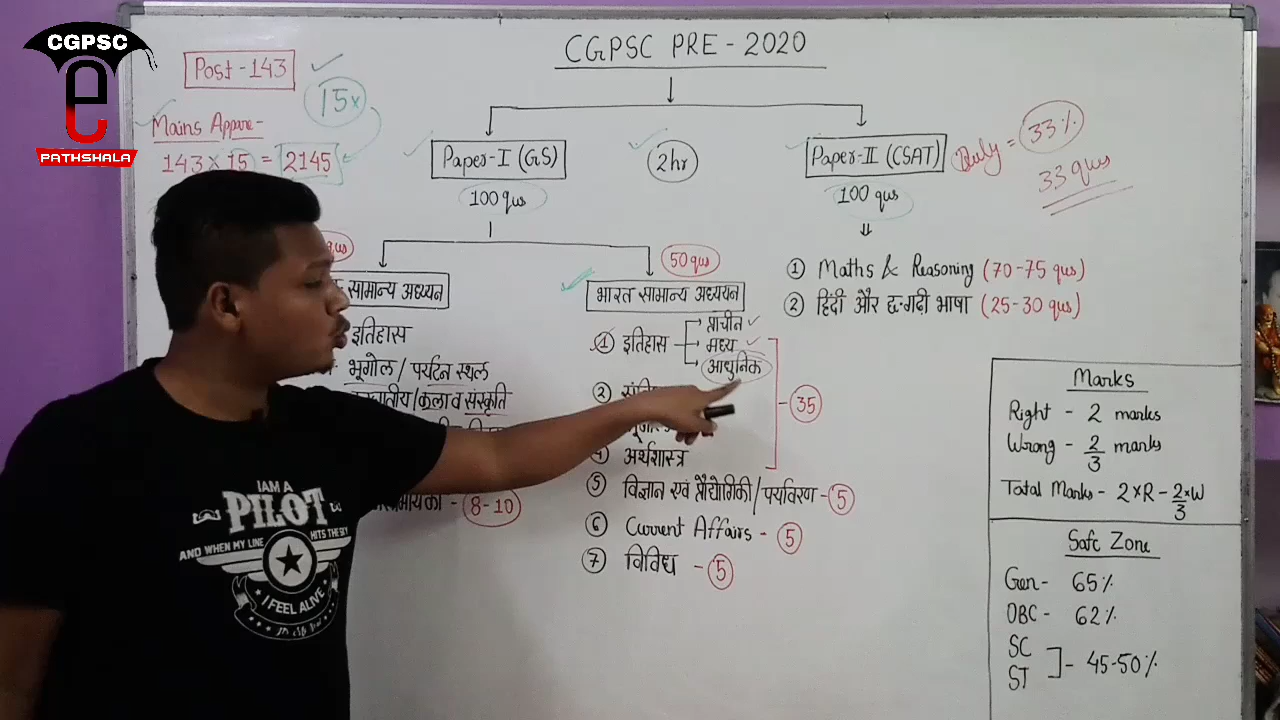 CGPSC
e
PATHSHALA
CGPSC PRE - 2020
Post - 143
15x
Mains Appare -
143 × 15 = 2145
Paper - I (GS)
100 qus
2hr
Paper - II (CSAT)
100 qus
= 33%
33 qus
qus
सामान्य अध्ययन
इतिहास
भूगोल / पर्यटन स्थल
/कला व संस्कृति
- 8-10
50 qus
भारत सामान्य अध्ययन
① इतिहास
प्राचीन
मध्य
आधुनिक
②
- 35
अर्थशास्त्र
⑤ विज्ञान एवं प्रौद्योगिकी / पर्यावरण - 5
⑥ Current Affairs - 5
⑦ विविध - 5
① Maths & Reasoning (70-75 qus)
② हिंदी और छ.गढ़ी भाषा (25-30 qus)
Marks
Right - 2 marks
Wrong - 2/3 marks
Total Marks - 2×R - 2×W/3
Safe Zone
Gen - 65%
OBC - 62%
SC
ST ] - 45-50%
I AM A
PILOT
AND WHEN MY LINE HITS THE SKY
I FEEL ALIVE